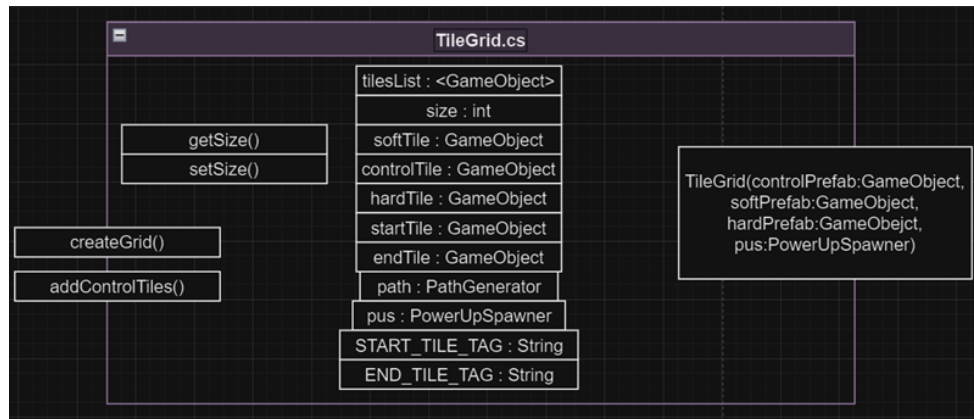 TileGrid.cs
tilesList : <GameObject>
size : int
softTile : GameObject
controlTile : GameObject
hardTile : GameObject
startTile : GameObject
endTile : GameObject
path : PathGenerator
pus : PowerUpSpawner
START_TILE_TAG : String
END_TILE_TAG : String
getSize()
setSize()
createGrid()
addControlTiles()
TileGrid(controlPrefab:GameObject,
softPrefab:GameObject,
hardPrefab:GameObejct,
pus:PowerUpSpawner)